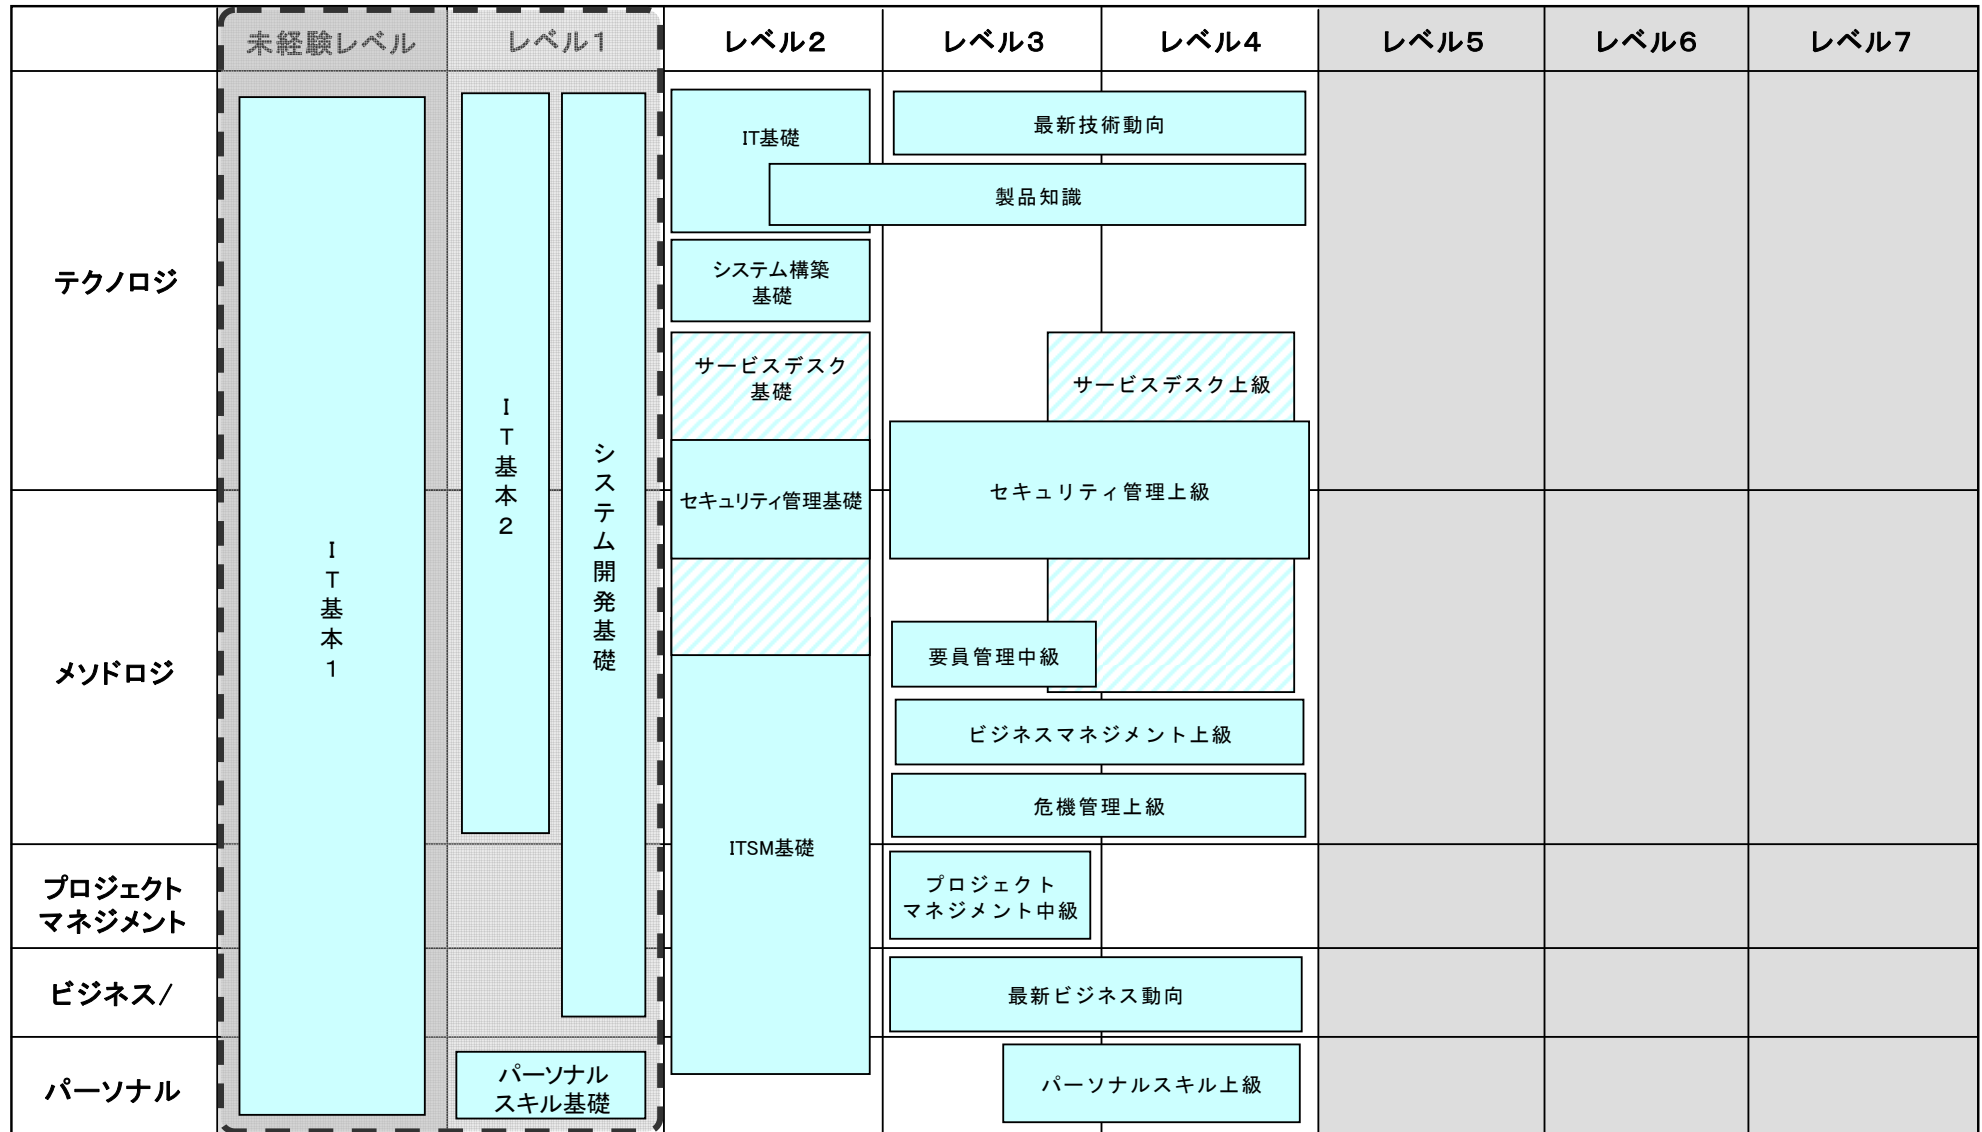 未経験レベル
レベル1
レベル2
レベル3
レベル4
レベル5
レベル6
レベル7
テクノロジ
メソドロジ
プロジェクト
マネジメント
ビジネス/
パーソナル
IT基本1
IT基本2
システム開発基礎
パーソナル
スキル基礎
IT基礎
最新技術動向
製品知識
システム構築
基礎
サービスデスク
基礎
サービスデスク上級
セキュリティ管理基礎
セキュリティ管理上級
要員管理中級
ビジネスマネジメント上級
危機管理上級
ITSM基礎
プロジェクト
マネジメント中級
最新ビジネス動向
パーソナルスキル上級